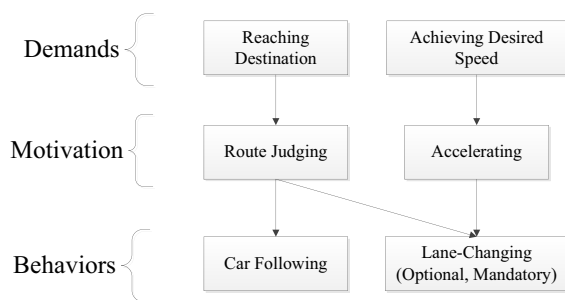 Demands
Reaching
Destination
Achieving Desired
Speed
Motivation
Route Judging
Accelerating
Behaviors
Car Following
Lane-Changing
(Optional, Mandatory)